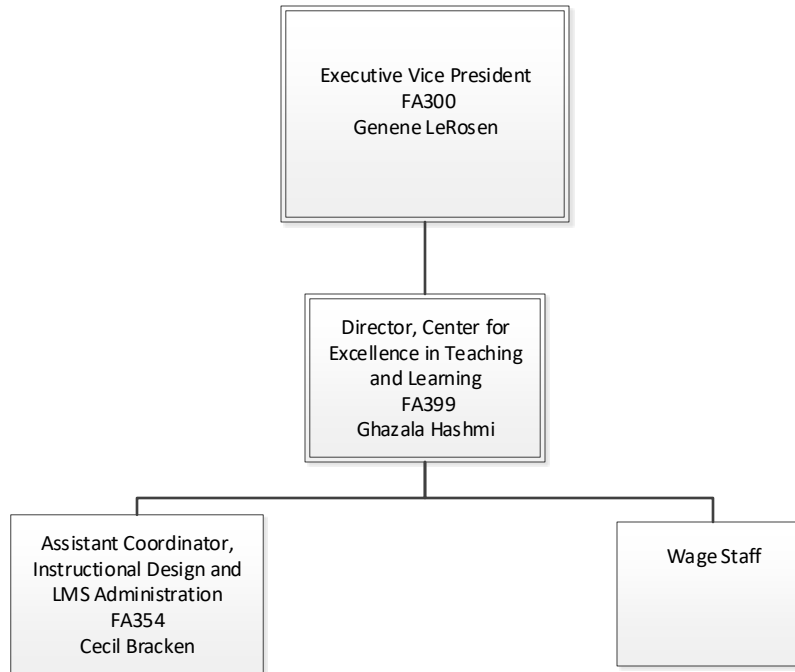 Executive Vice President
FA300
Genene LeRosen
Director, Center for
Excellence in Teaching
and Learning
FA399
Ghazala Hashmi
Assistant Coordinator,
Instructional Design and
LMS Administration
FA354
Cecil Bracken
Wage Staff